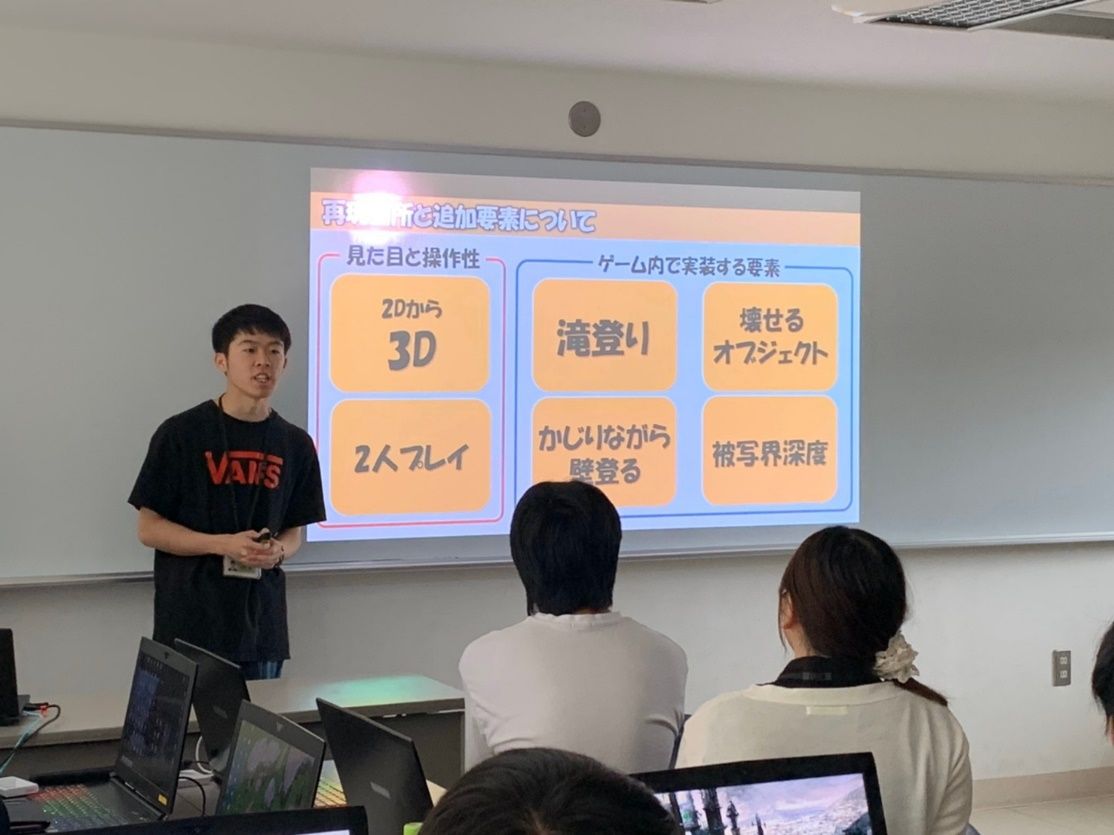 再現箇所と追加要素について
見た目と操作性
2Dから
3D
2人プレイ
ゲーム内で実装する要素
滝登り
壊せる
オブジェクト
かじりながら
壁登る
被写界深度
VANS